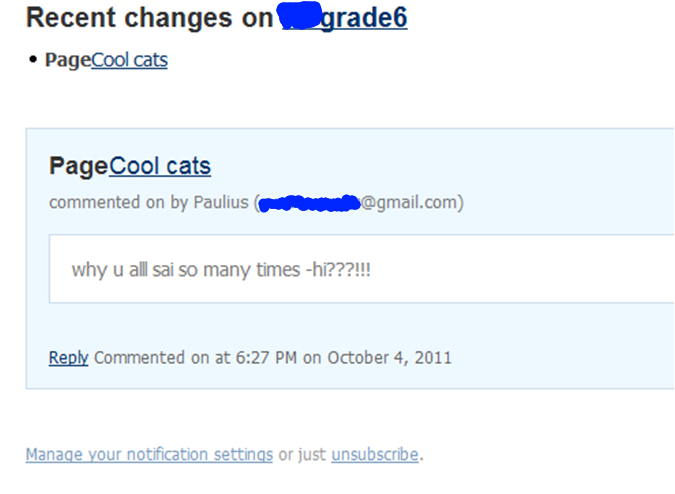 Recent changes on grade6
• PageCool cats
PageCool cats
commented on by Paulius (@gmail.com)
why u alll sai so many times -hi???!!!
Reply Commented on at 6:27 PM on October 4, 2011
Manage your notification settings or just unsubscribe.